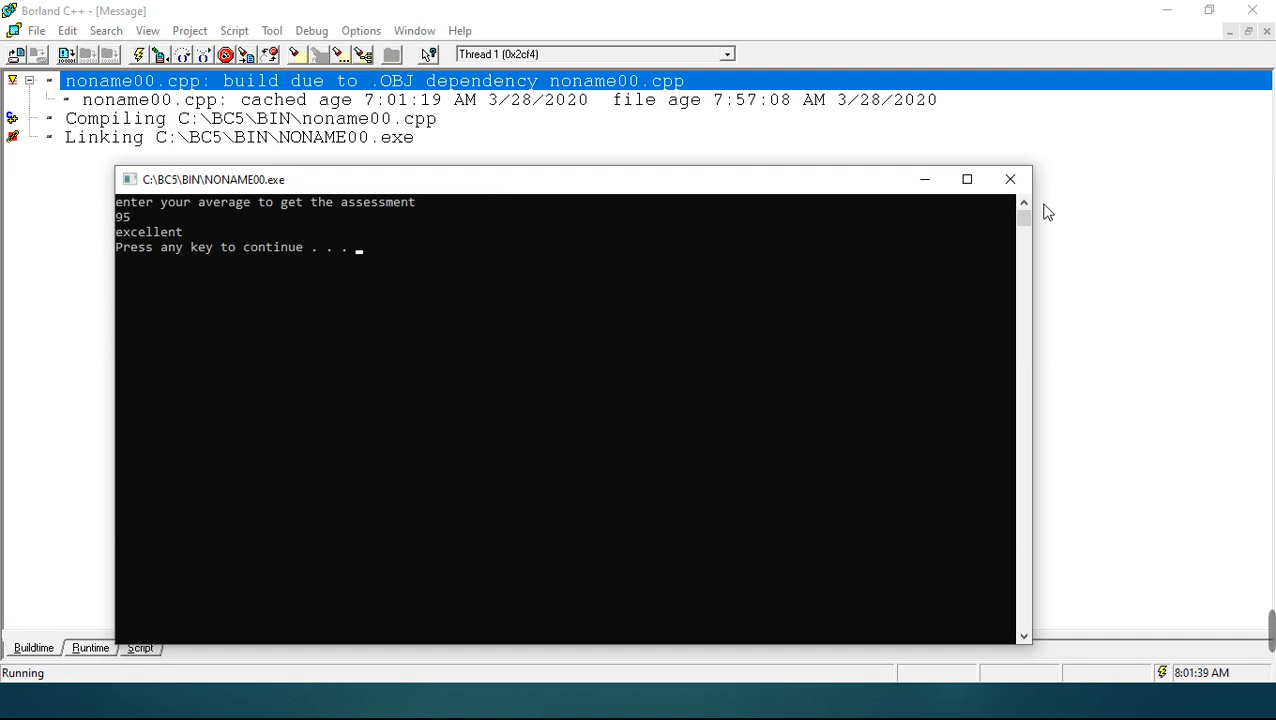 Borland C++ - [Message]
File Edit Search View Project Script Tool Debug Options Window Help
Thread 1 (0x2cf4)
noname00.cpp: build due to .OBJ dependency noname00.cpp
noname00.cpp: cached age 7:01:19 AM 3/28/2020 file age 7:57:08 AM 3/28/2020
Compiling C:\BC5\BIN\noname00.cpp
Linking C:\BC5\BIN\NONAME00.exe
C:\BC5\BIN\NONAME00.exe
enter your average to get the assessment
95
excellent
Press any key to continue . . .
Buildtime Runtime Script
Running 8:01:39 AM